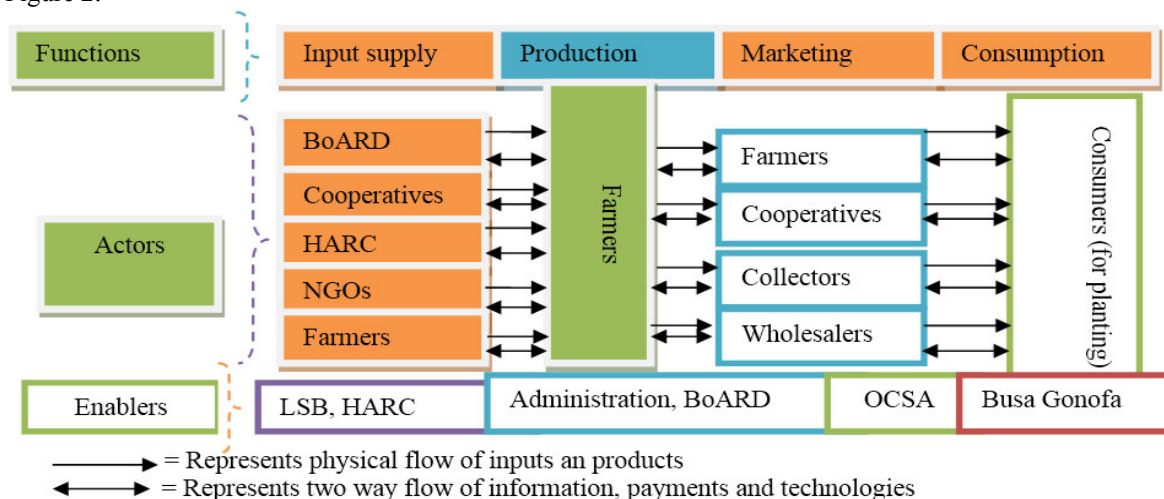 Figure 2:
Functions
Input supply
Production
Marketing
Consumption
Actors
BoARD
Cooperatives
HARC
NGOs
Farmers
Farmers
Farmers
Cooperatives
Collectors
Wholesalers
Consumers (for planting)
Enablers
LSB, HARC
Administration, BoARD
OCSA
Busa Gonofa
= Represents physical flow of inputs an products
= Represents two way flow of information, payments and technologies